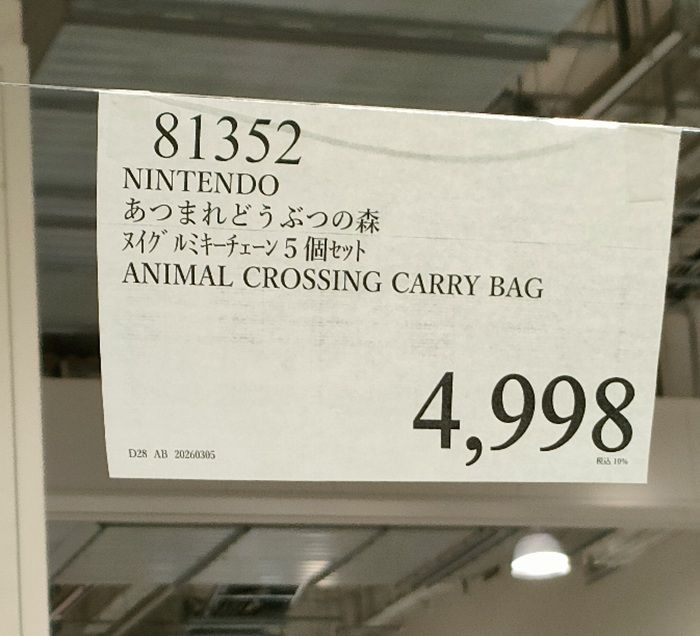 81352
NINTENDO
あつまれどうぶつの森
ﾇｲｸﾞﾙﾐｷｰﾁｪｰﾝ５個ｾｯﾄ
ANIMAL CROSSING CARRY BAG
4,998
税込 10%
D28 AB 20260305